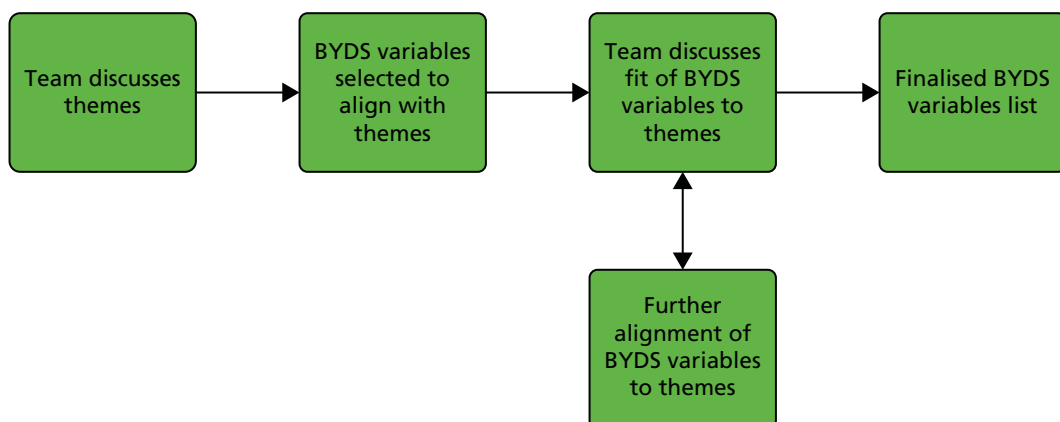 Team discusses
themes
BYDS variables
selected to
align with
themes
Team discusses
fit of BYDS
variables to
themes
Finalised BYDS
variables list
Further
alignment of
BYDS variables
to themes